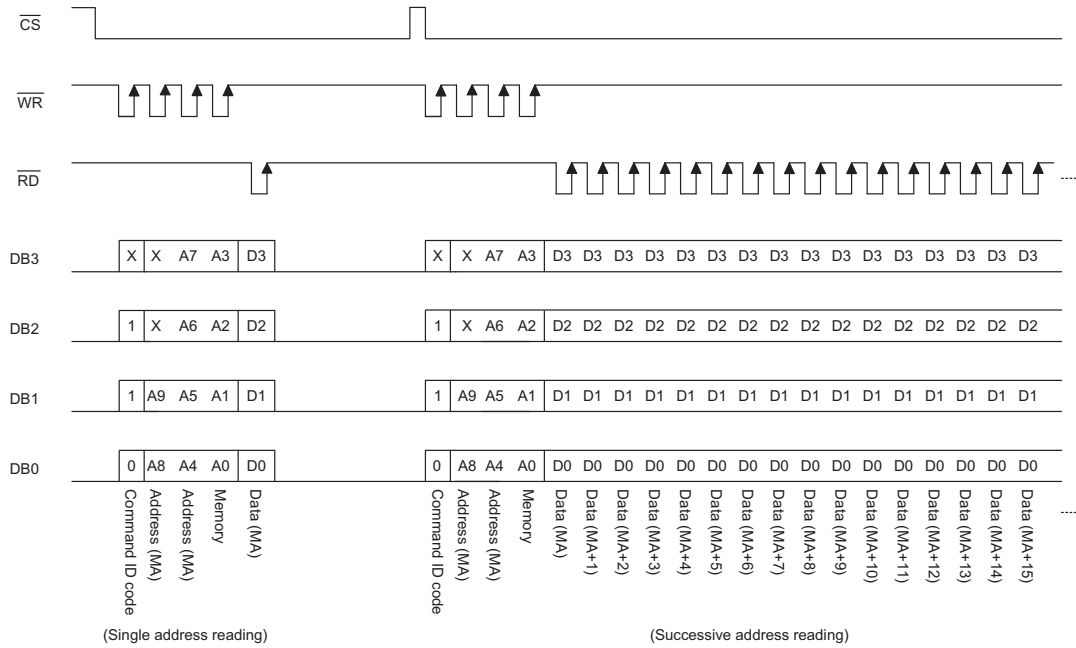 CS
WR
RD
DB3 X X A7 A3 D3 X X A7 A3 D3 D3 D3 D3 D3 D3 D3 D3 D3 D3 D3 D3 D3 D3 D3 D3
DB2 1 X A6 A2 D2 1 X A6 A2 D2 D2 D2 D2 D2 D2 D2 D2 D2 D2 D2 D2 D2 D2 D2 D2
DB1 1 A9 A5 A1 D1 1 A9 A5 A1 D1 D1 D1 D1 D1 D1 D1 D1 D1 D1 D1 D1 D1 D1 D1 D1
DB0 0 A8 A4 A0 D0 0 A8 A4 A0 D0 D0 D0 D0 D0 D0 D0 D0 D0 D0 D0 D0 D0 D0 D0 D0
Command ID code
Address (MA)
Address (MA)
Memory
Data (MA)
Command ID code
Address (MA)
Address (MA)
Memory
Data (MA)
Data (MA+1)
Data (MA+2)
Data (MA+3)
Data (MA+4)
Data (MA+5)
Data (MA+6)
Data (MA+7)
Data (MA+8)
Data (MA+9)
Data (MA+10)
Data (MA+11)
Data (MA+12)
Data (MA+13)
Data (MA+14)
Data (MA+15)
(Single address reading)
(Successive address reading)